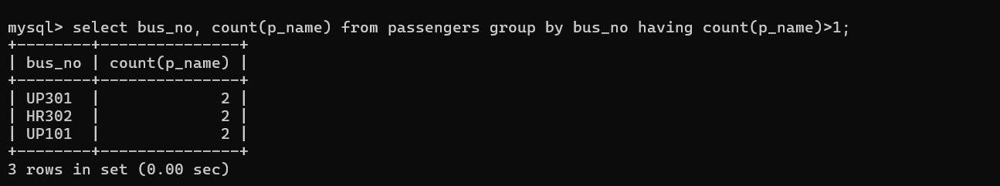 mysql> select bus_no, count(p_name) from passengers group by bus_no having count(p_name)>1;
+--------+---------------+
| bus_no | count(p_name) |
+--------+---------------+
| UP301  |             2 |
| HR302  |             2 |
| UP101  |             2 |
+--------+---------------+
3 rows in set (0.00 sec)